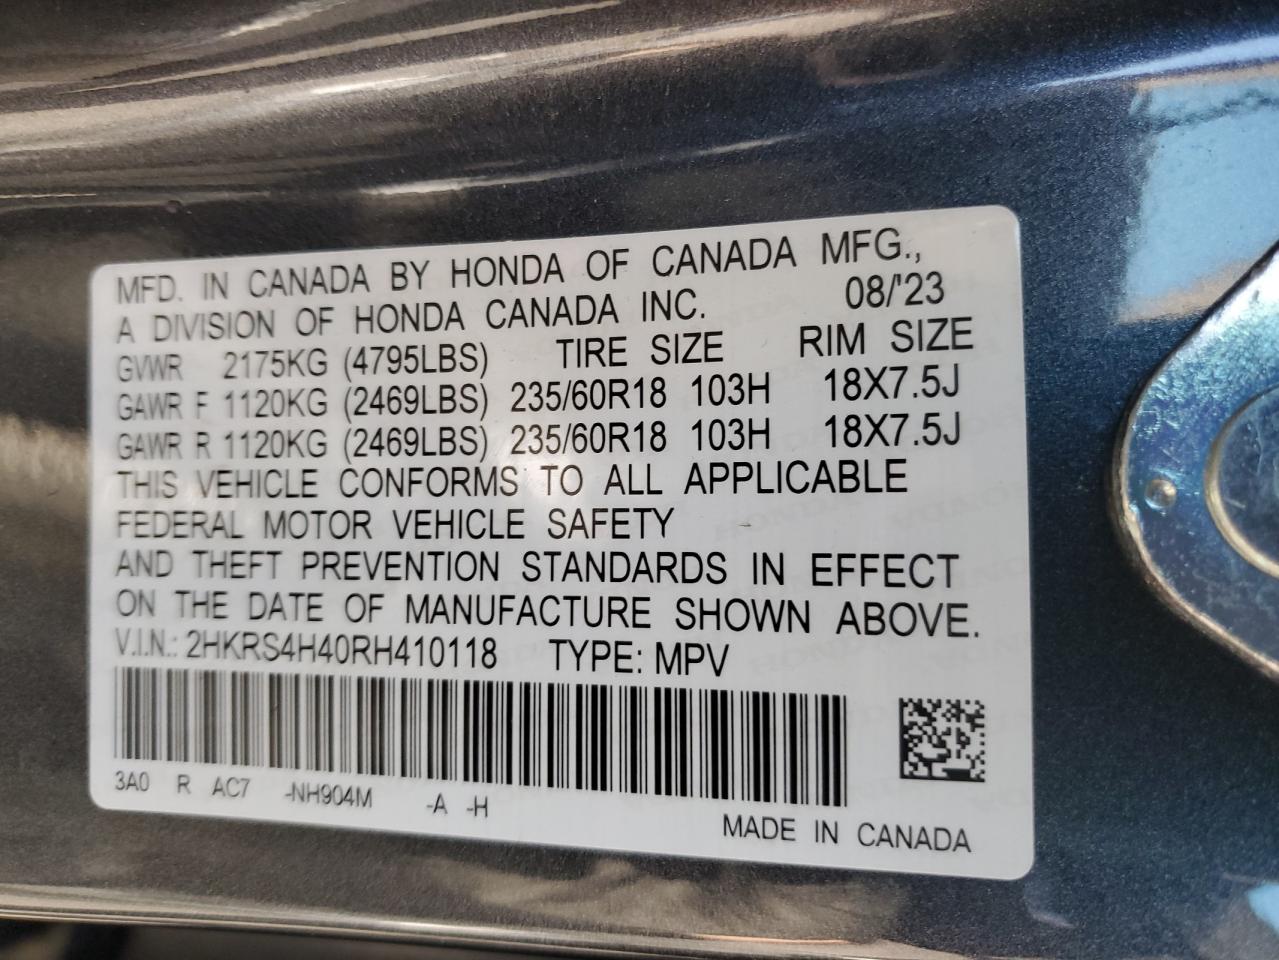 MFD. IN CANADA BY HONDA OF CANADA MFG.,
A DIVISION OF HONDA CANADA INC. 08/'23
GVWR 2175KG (4795LBS) TIRE SIZE RIM SIZE
GAWR F 1120KG (2469LBS) 235/60R18 103H 18X7.5J
GAWR R 1120KG (2469LBS) 235/60R18 103H 18X7.5J
THIS VEHICLE CONFORMS TO ALL APPLICABLE
FEDERAL MOTOR VEHICLE SAFETY
AND THEFT PREVENTION STANDARDS IN EFFECT
ON THE DATE OF MANUFACTURE SHOWN ABOVE.
V.I.N.: 2HKRS4H40RH410118 TYPE: MPV
3A0 R AC7 -NH904M -A -H
MADE IN CANADA